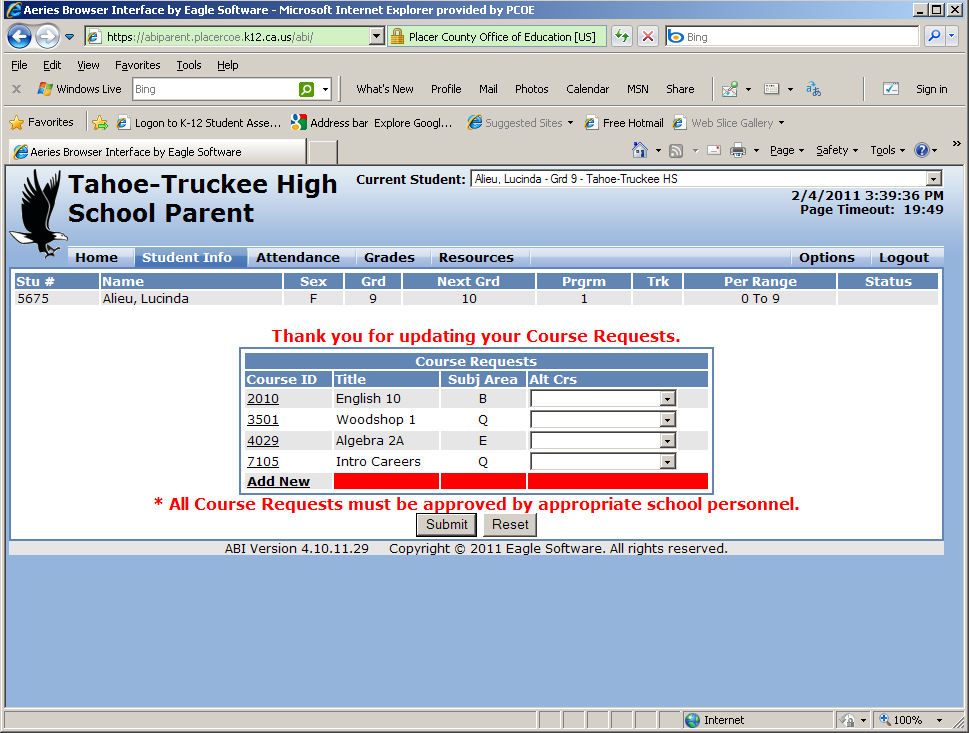 Aeries Browser Interface by Eagle Software - Microsoft Internet Explorer provided by PCOE
https://abiparent.placercoe.k12.ca.us/abi/ Placer County Office of Education [US] Bing
File Edit View Favorites Tools Help
Windows Live Bing What's New Profile Mail Photos Calendar MSN Share Sign in
Favorites Logon to K-12 Student Asse... Address bar Explore Googl... Suggested Sites Free Hotmail Web Slice Gallery
Aeries Browser Interface by Eagle Software Page Safety Tools »
Tahoe-Truckee High School Parent
Current Student: Alieu, Lucinda - Grd 9 - Tahoe-Truckee HS
2/4/2011 3:39:36 PM
Page Timeout: 19:49
Home Student Info Attendance Grades Resources Options Logout
Stu # Name Sex Grd Next Grd Prgrm Trk Per Range Status
5675 Alieu, Lucinda F 9 10 1 0 To 9
Thank you for updating your Course Requests.
Course Requests
Course ID Title Subj Area Alt Crs
2010 English 10 B
3501 Woodshop 1 Q
4029 Algebra 2A E
7105 Intro Careers Q
Add New
* All Course Requests must be approved by appropriate school personnel.
Submit Reset
ABI Version 4.10.11.29 Copyright © 2011 Eagle Software. All rights reserved.
Internet 100%